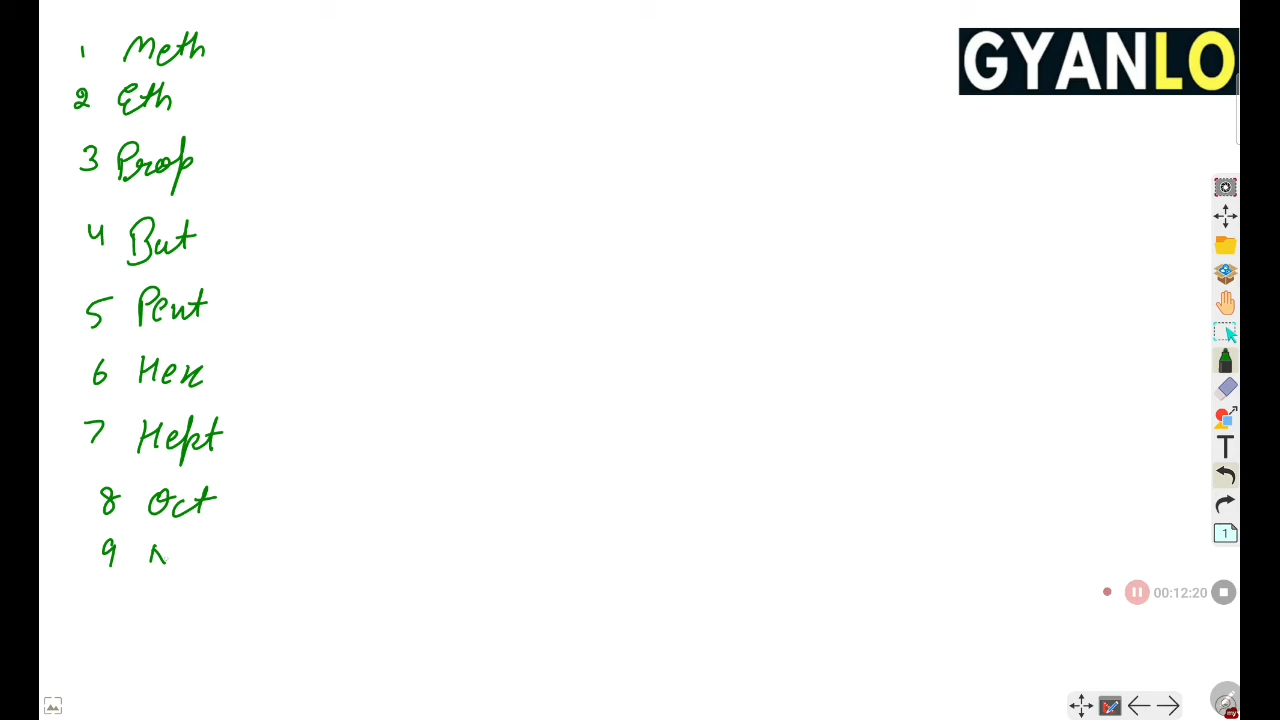 GYANLO
1 Meth
2 Eth
3 Prop
4 But
5 Pent
6 Hex
7 Hept
8 Oct
9
T
1
00:12:20